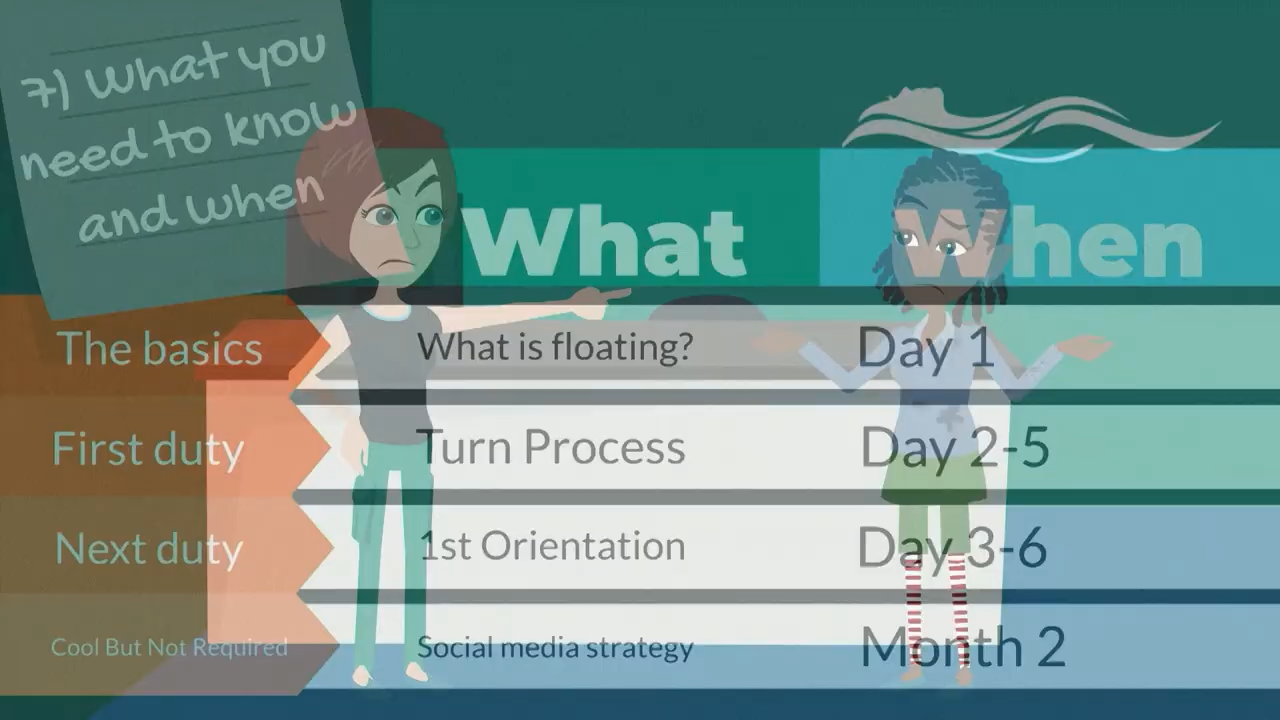 7) What you
need to know
and when
What When
The basics What is floating? Day 1
First duty Turn Process Day 2-5
Next duty 1st Orientation Day 3-6
Cool But Not Required Social media strategy Month 2